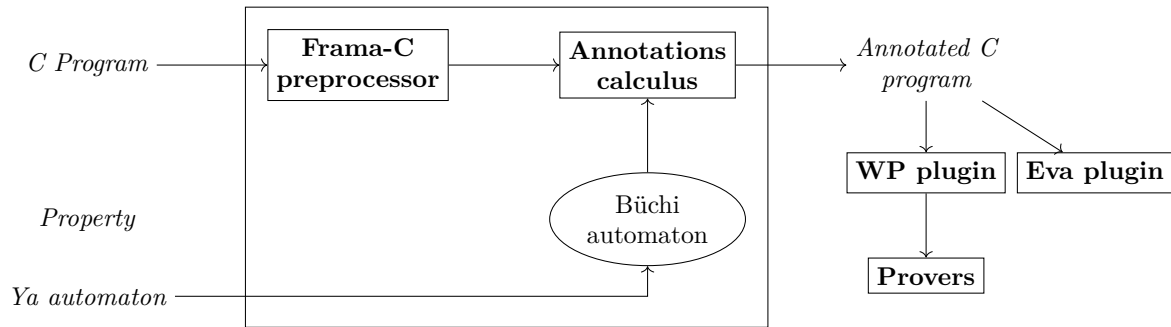 C Program
Frama-C
preprocessor
Annotations
calculus
Annotated C
program
WP plugin
Eva plugin
Property
Büchi
automaton
Provers
Ya automaton